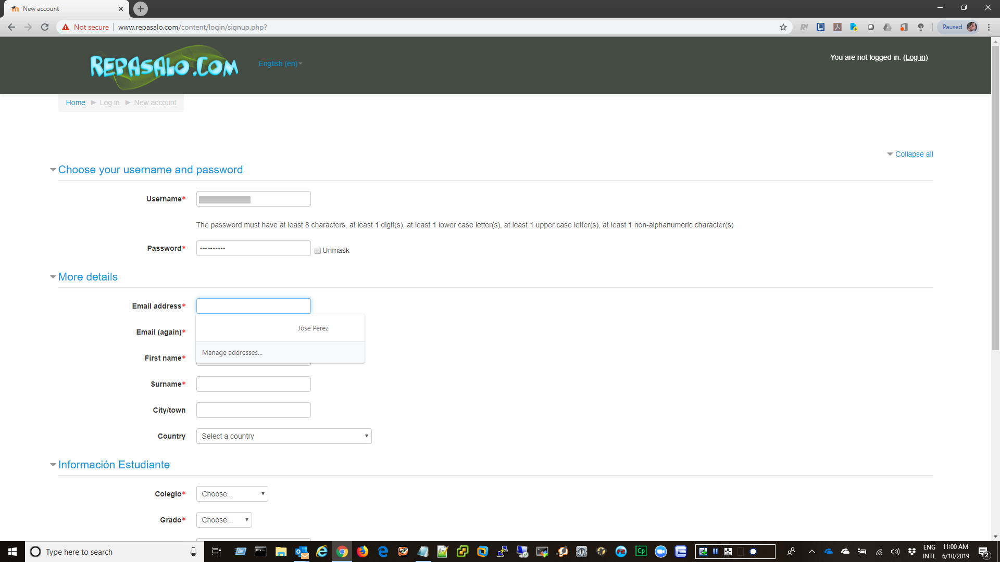 New account
Not secure
www.repasalo.com/content/login/signup.php?
Paused
REPASALO.COM
English (en)
You are not logged in. (Log in)
Home ► Log in ► New account
Collapse all
Choose your username and password
Username*
The password must have at least 8 characters, at least 1 digit(s), at least 1 lower case letter(s), at least 1 upper case letter(s), at least 1 non-alphanumeric character(s)
Password*
••••••••••
Unmask
More details
Email address*
Jose Perez
Email (again)*
Manage addresses...
First name*
Surname*
City/town
Country
Select a country
Información Estudiante
Colegio*
Choose...
Grado*
Choose...
Type here to search
ENG
INTL
11:00 AM
6/10/2019
2